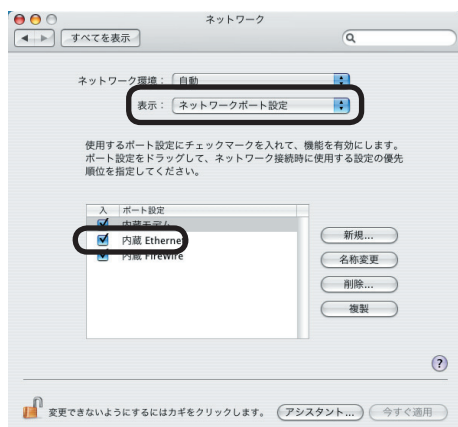 ネットワーク
すべてを表示
ネットワーク環境： 自動
表示： ネットワークポート設定
使用するポート設定にチェックマークを入れて、機能を有効にします。
ポート設定をドラッグして、ネットワーク接続時に使用する設定の優先
順位を指定してください。
入 ポート設定
内蔵モデム
内蔵 Ethernet
内蔵 FireWire
新規...
名称変更
削除...
複製
?
変更できないようにするにはカギをクリックします。 アシスタント... 今すぐ適用